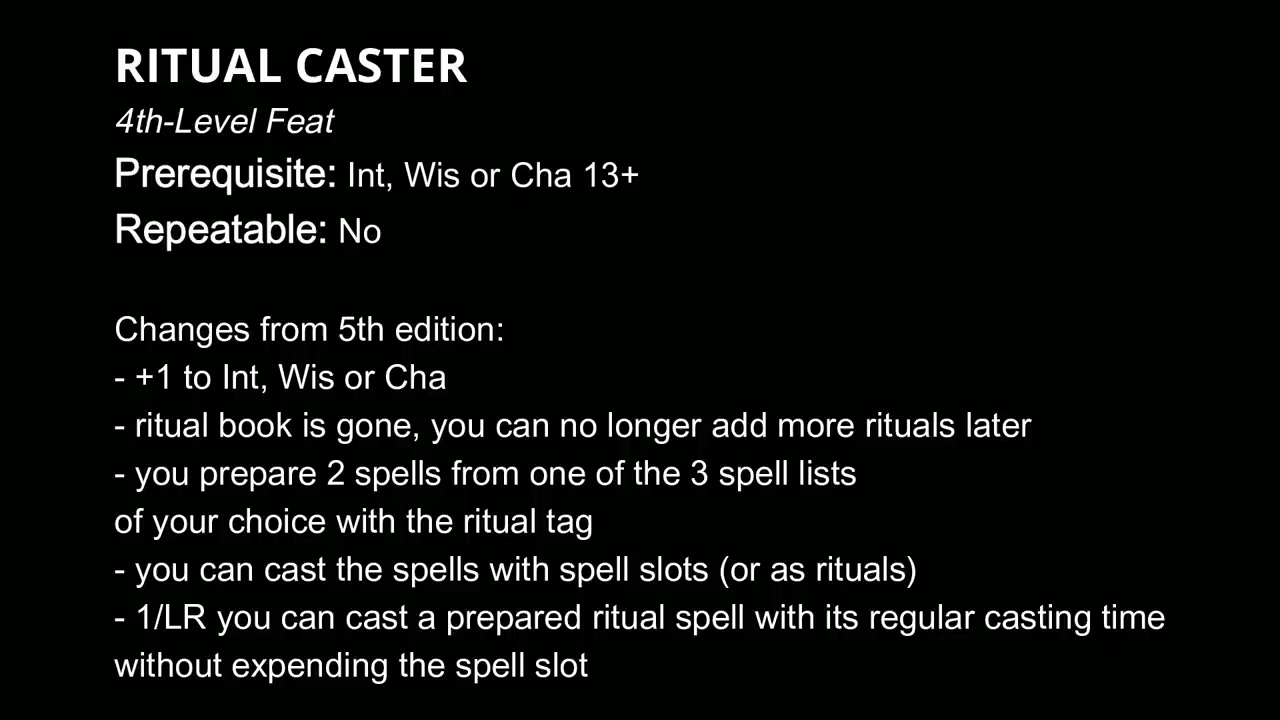 RITUAL CASTER
4th-Level Feat
Prerequisite: Int, Wis or Cha 13+
Repeatable: No
Changes from 5th edition:
- +1 to Int, Wis or Cha
- ritual book is gone, you can no longer add more rituals later
- you prepare 2 spells from one of the 3 spell lists
of your choice with the ritual tag
- you can cast the spells with spell slots (or as rituals)
- 1/LR you can cast a prepared ritual spell with its regular casting time
without expending the spell slot